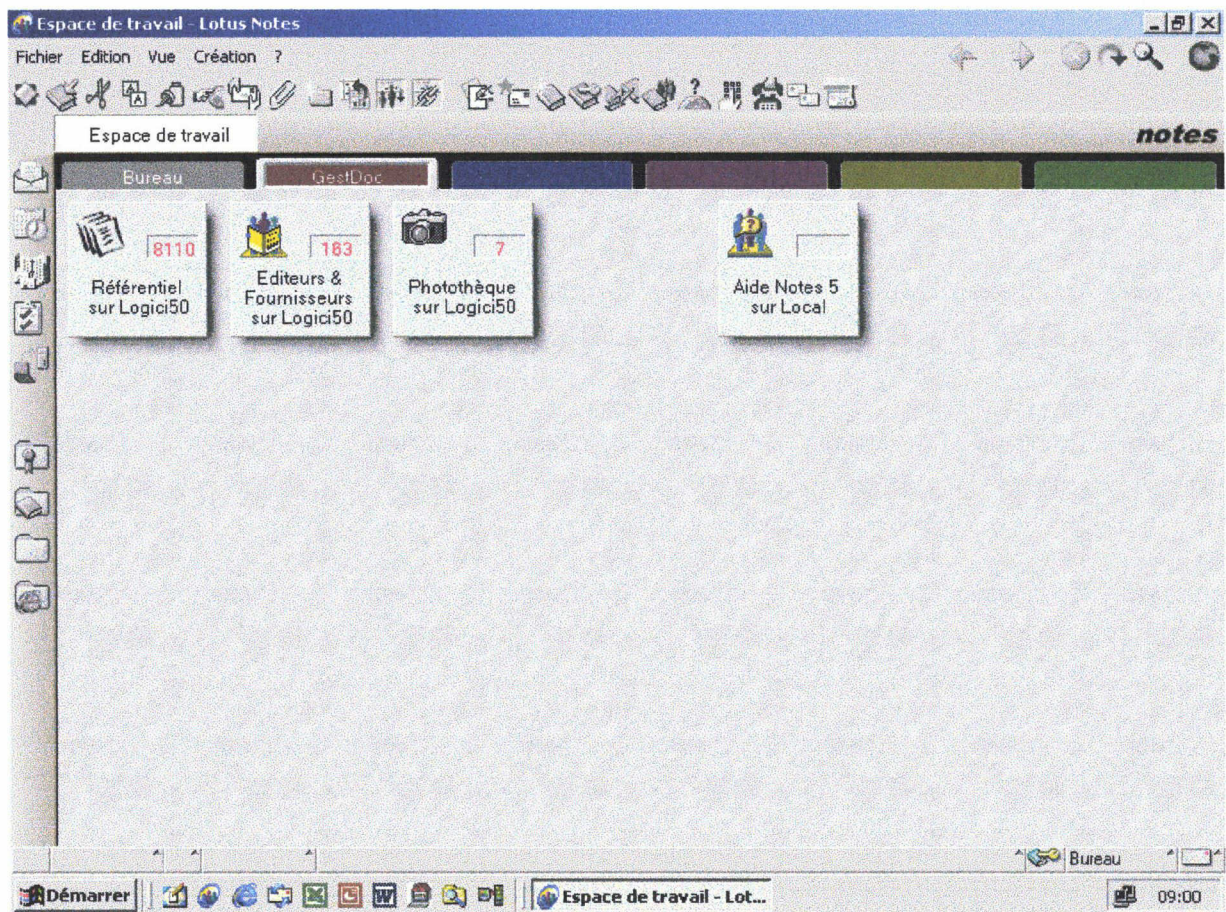 Espace de travail - Lotus Notes
Fichier Edition Vue Création ?
Espace de travail
notes
Bureau GestDoc
8110
Référentiel
sur Logici50
163
Editeurs &
Fournisseurs
sur Logici50
7
Photothèque
sur Logici50
Aide Notes 5
sur Local
Bureau
Démarrer
Espace de travail - Lot...
09:00